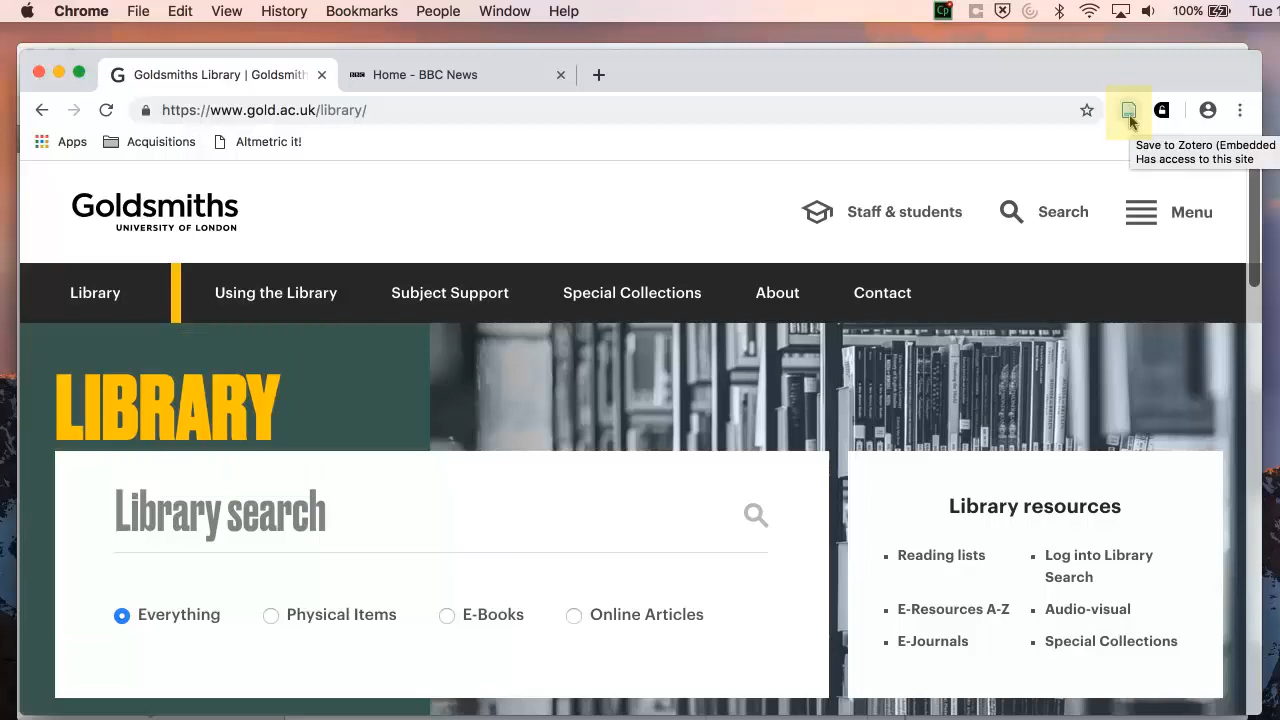 Chrome File Edit View History Bookmarks People Window Help 100% Tue 1
Goldsmiths Library | Goldsmith Home - BBC News
https://www.gold.ac.uk/library/
Apps Acquisitions Altmetric it!
Save to Zotero (Embedded
Has access to this site
Goldsmiths
UNIVERSITY OF LONDON
Staff & students Search Menu
Library Using the Library Subject Support Special Collections About Contact
LIBRARY
Library search
Everything Physical Items E-Books Online Articles
Library resources
Reading lists
E-Resources A-Z
E-Journals
Log into Library
Search
Audio-visual
Special Collections